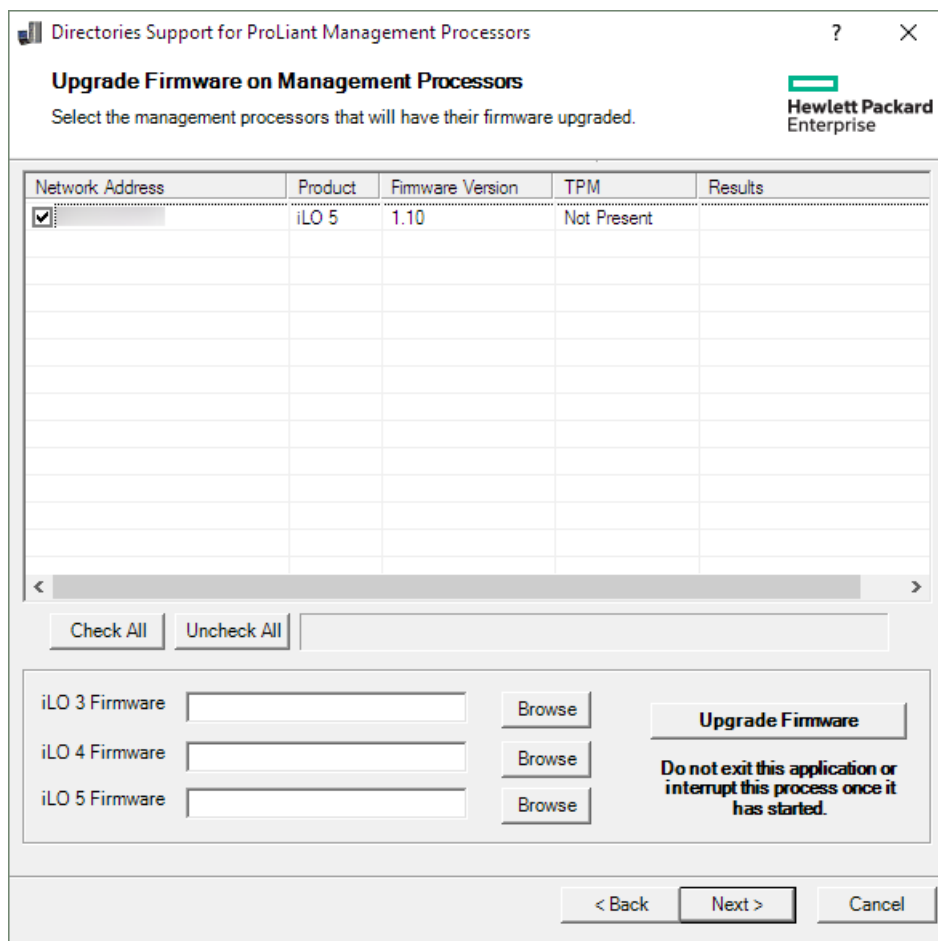 Directories Support for ProLiant Management Processors ?
Upgrade Firmware on Management Processors
Select the management processors that will have their firmware upgraded.
Hewlett Packard
Enterprise
Network Address Product Firmware Version TPM Results
iLO 5 1.10 Not Present
Check All Uncheck All
iLO 3 Firmware Browse
iLO 4 Firmware Browse
iLO 5 Firmware Browse
Upgrade Firmware
Do not exit this application or
interrupt this process once it
has started.
< Back Next > Cancel